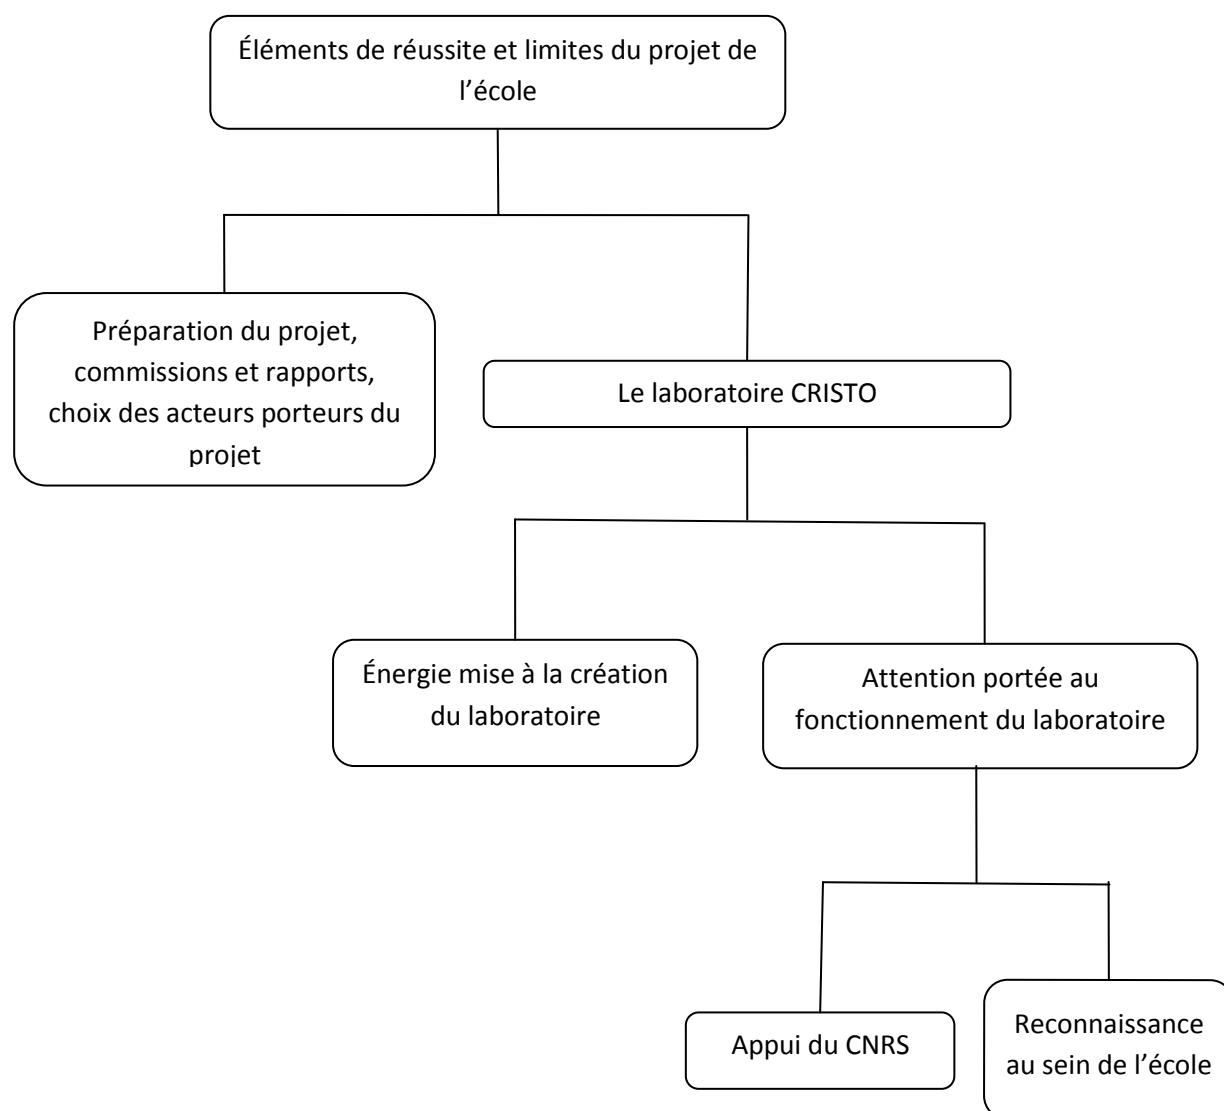 Éléments de réussite et limites du projet de
l’école
Préparation du projet,
commissions et rapports,
choix des acteurs porteurs du
projet
Le laboratoire CRISTO
Énergie mise à la création
du laboratoire
Attention portée au
fonctionnement du laboratoire
Appui du CNRS
Reconnaissance
au sein de l’école